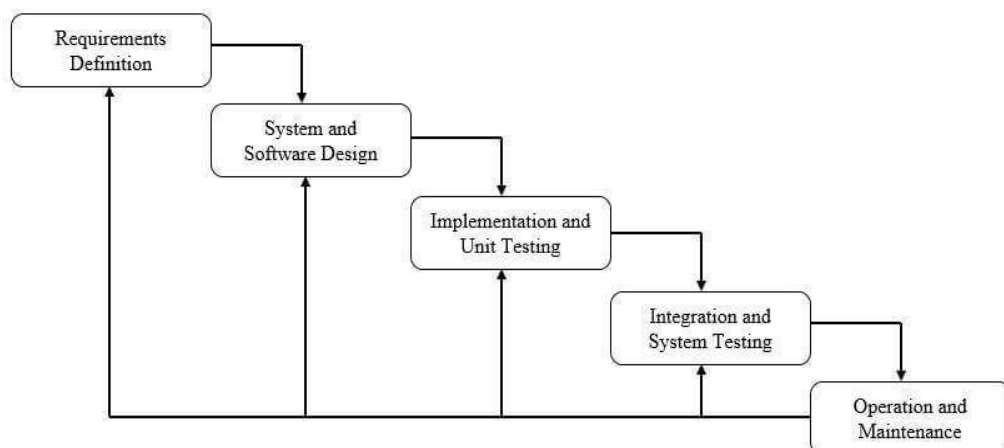 Requirements
Definition
System and
Software Design
Implementation and
Unit Testing
Integration and
System Testing
Operation and
Maintenance